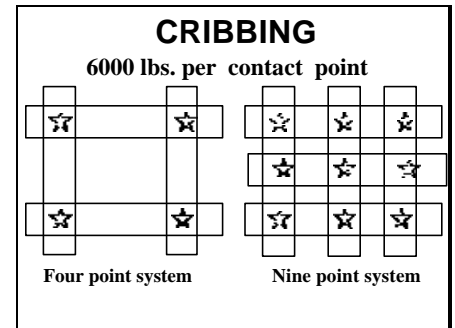 CRIBBING
6000 lbs. per contact point
Four point system
Nine point system